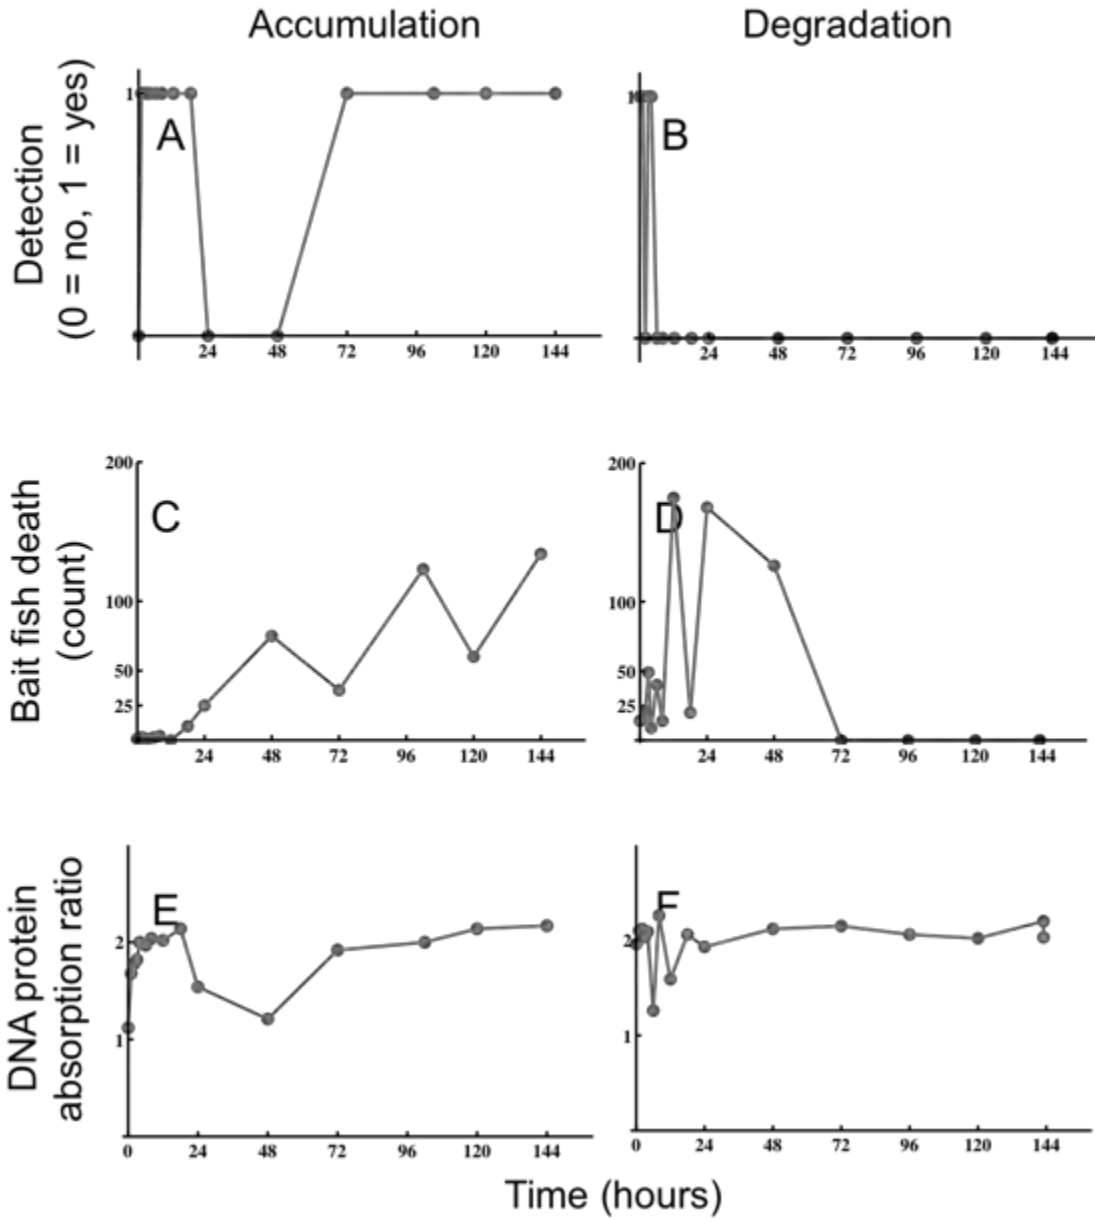 Accumulation Degradation
Detection
(0 = no, 1 = yes)
1 A
24 48 72 96 120 144
1 B
24 48 72 96 120 144
Bait fish death
(count)
200 C
100
50
25
24 48 72 96 120 144
200 D
100
50
25
24 48 72 96 120 144
DNA protein
absorption ratio
E
2
1
0 24 48 72 96 120 144
F
2
1
0 24 48 72 96 120 144
Time (hours)